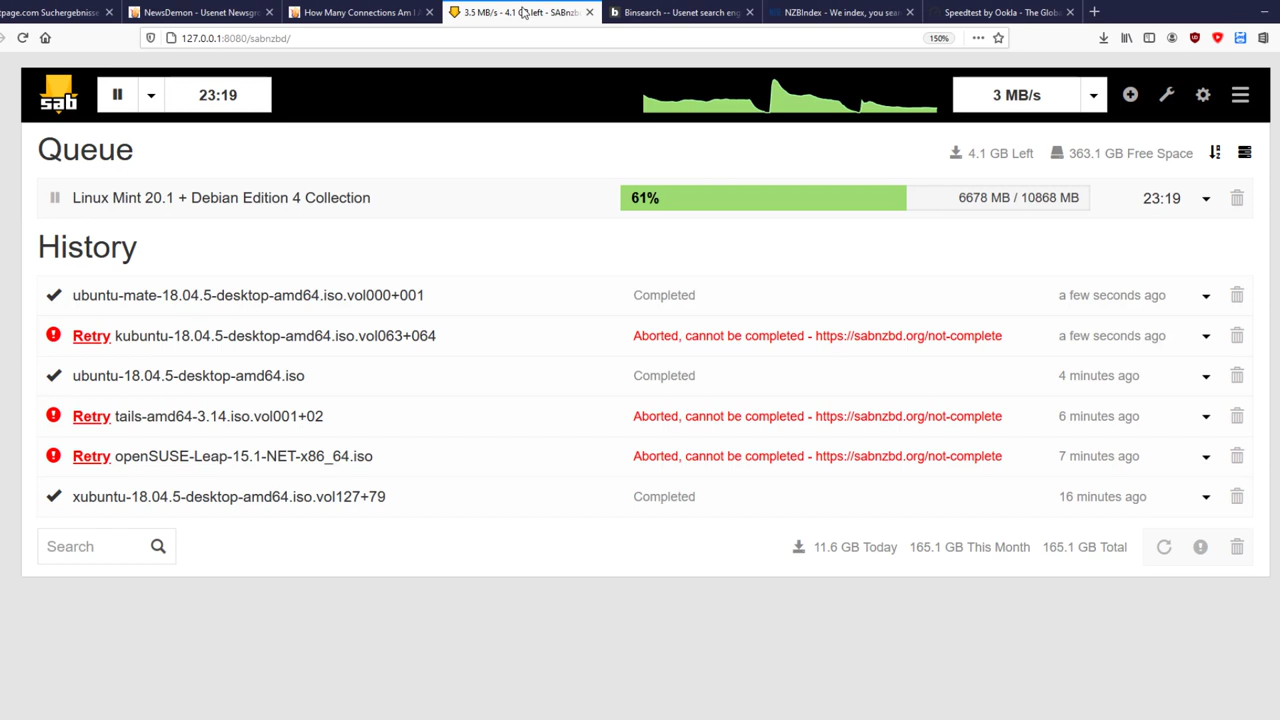 page.com Suchergebnisse
NewsDemon - Usenet Newsgr
How Many Connections Am I A
3.5 MB/s - 4.1 left - SABnzb
Binsearch -- Usenet search eng
NZBIndex - We index, you sear
Speedtest by Ookla - The Globa
127.0.0.1:8080/sabnzbd/
150%
sab
23:19
3 MB/s
Queue
4.1 GB Left
363.1 GB Free Space
Linux Mint 20.1 + Debian Edition 4 Collection
61%
6678 MB / 10868 MB
23:19
History
ubuntu-mate-18.04.5-desktop-amd64.iso.vol000+001 Completed a few seconds ago
Retry kubuntu-18.04.5-desktop-amd64.iso.vol063+064 Aborted, cannot be completed - https://sabnzbd.org/not-complete a few seconds ago
ubuntu-18.04.5-desktop-amd64.iso Completed 4 minutes ago
Retry tails-amd64-3.14.iso.vol001+02 Aborted, cannot be completed - https://sabnzbd.org/not-complete 6 minutes ago
Retry openSUSE-Leap-15.1-NET-x86_64.iso Aborted, cannot be completed - https://sabnzbd.org/not-complete 7 minutes ago
xubuntu-18.04.5-desktop-amd64.iso.vol127+79 Completed 16 minutes ago
Search
11.6 GB Today 165.1 GB This Month 165.1 GB Total